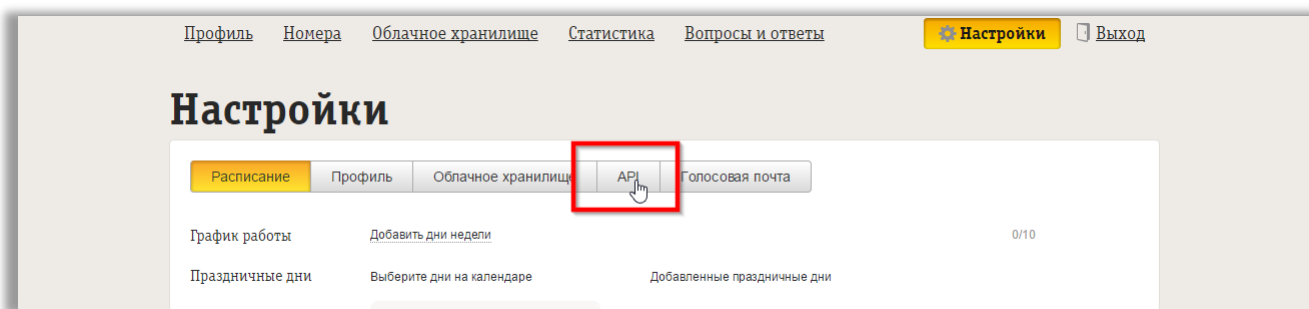 Профиль Номера Облачное хранилище Статистика Вопросы и ответы Настройки Выход
Настройки
Расписание Профиль Облачное хранилище API Голосовая почта
График работы Добавить дни недели 0/10
Праздничные дни Выберите дни на календаре Добавленные праздничные дни